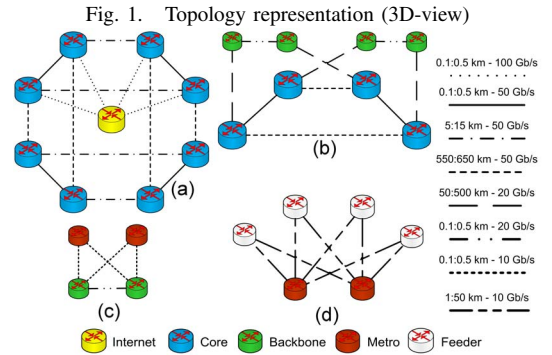 Fig. 1. Topology representation (3D-view)
(a)
(b)
0.1:0.5 km - 100 Gb/s
0.1:0.5 km - 50 Gb/s
5:15 km - 50 Gb/s
550:650 km - 50 Gb/s
50:500 km - 20 Gb/s
0.1:0.5 km - 20 Gb/s
0.1:0.5 km - 10 Gb/s
1:50 km - 10 Gb/s
(c)
(d)
Internet
Core
Backbone
Metro
Feeder